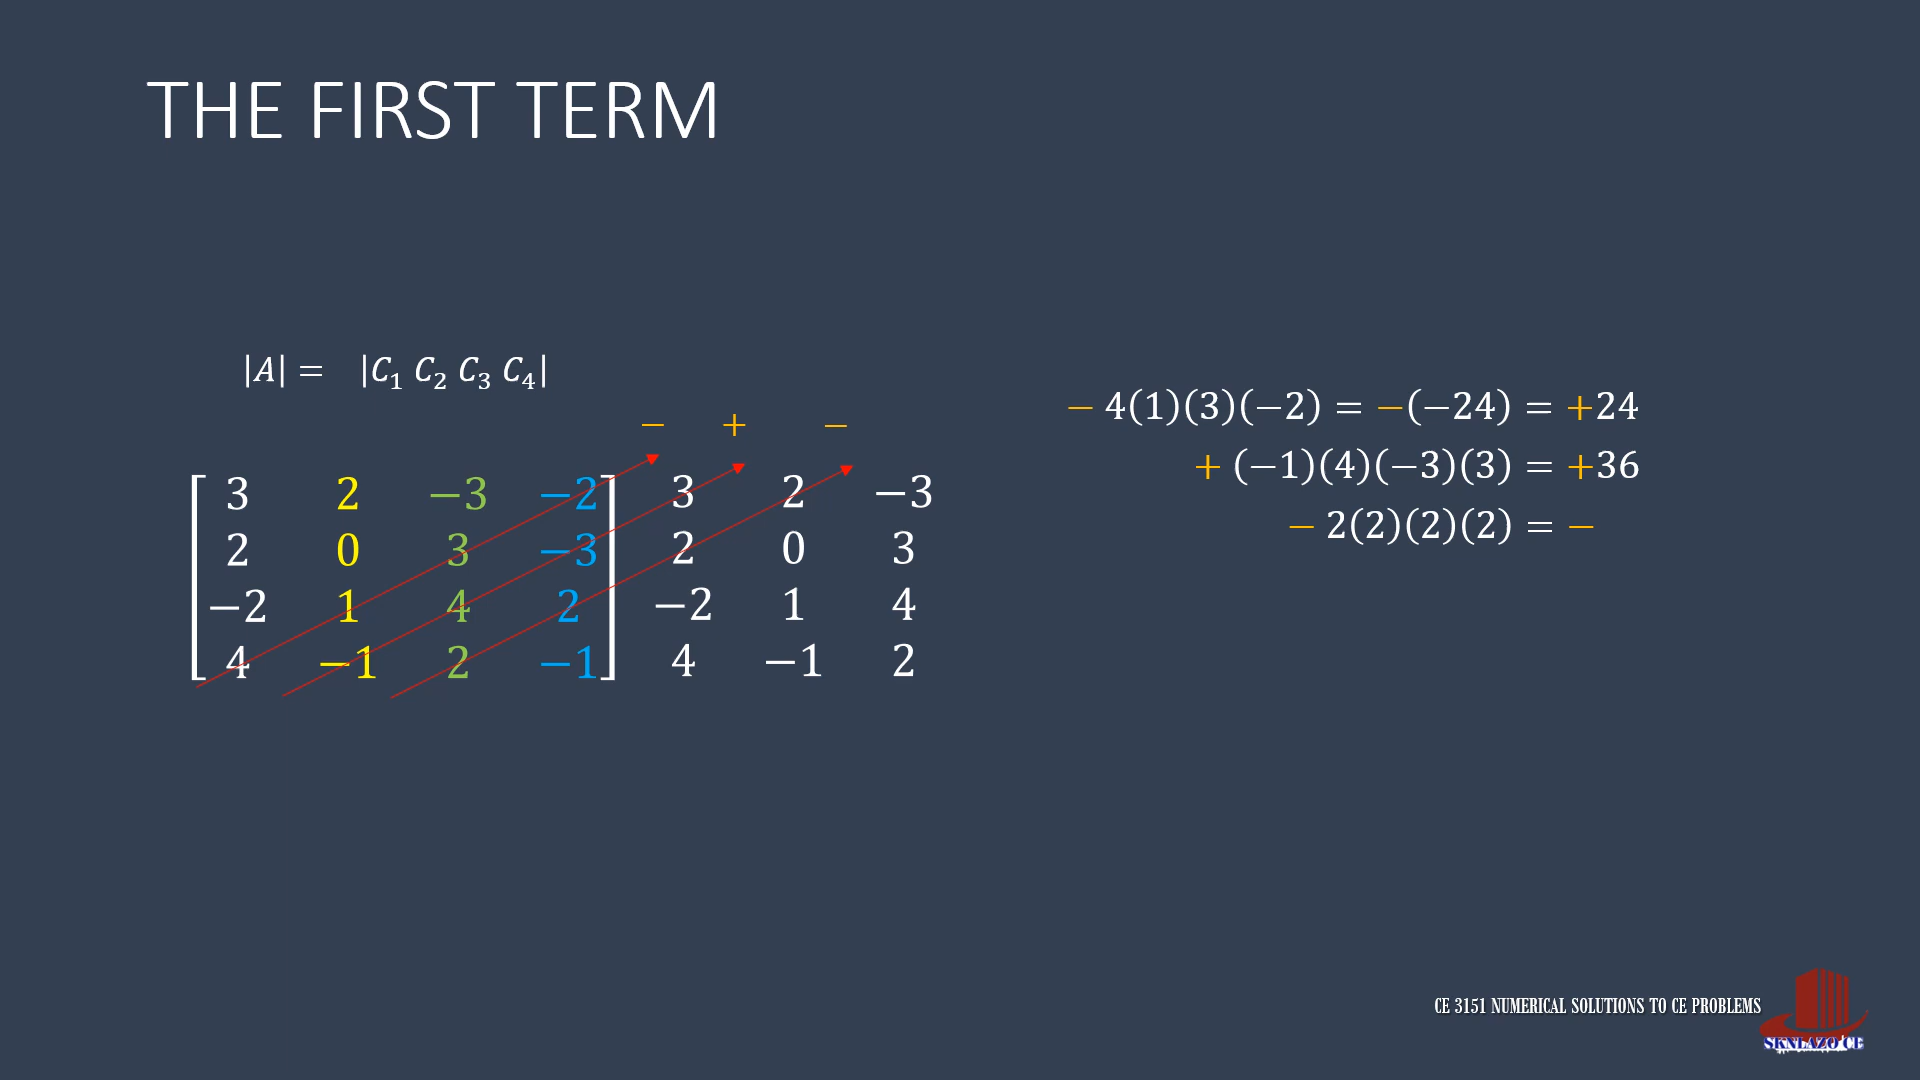 THE FIRST TERM
|A| = |C₁ C₂ C₃ C₄|
− + −
[3 2 −3 −2] 3 2 −3
[2 0 3 −3] 2 0 3
[−2 1 4 2] −2 1 4
[4 −1 2 −1] 4 −1 2
− 4(1)(3)(−2) = −(−24) = +24
+ (−1)(4)(−3)(3) = +36
− 2(2)(2)(2) = −
CE 3151 NUMERICAL SOLUTIONS TO CE PROBLEMS
SKNLAZO CE